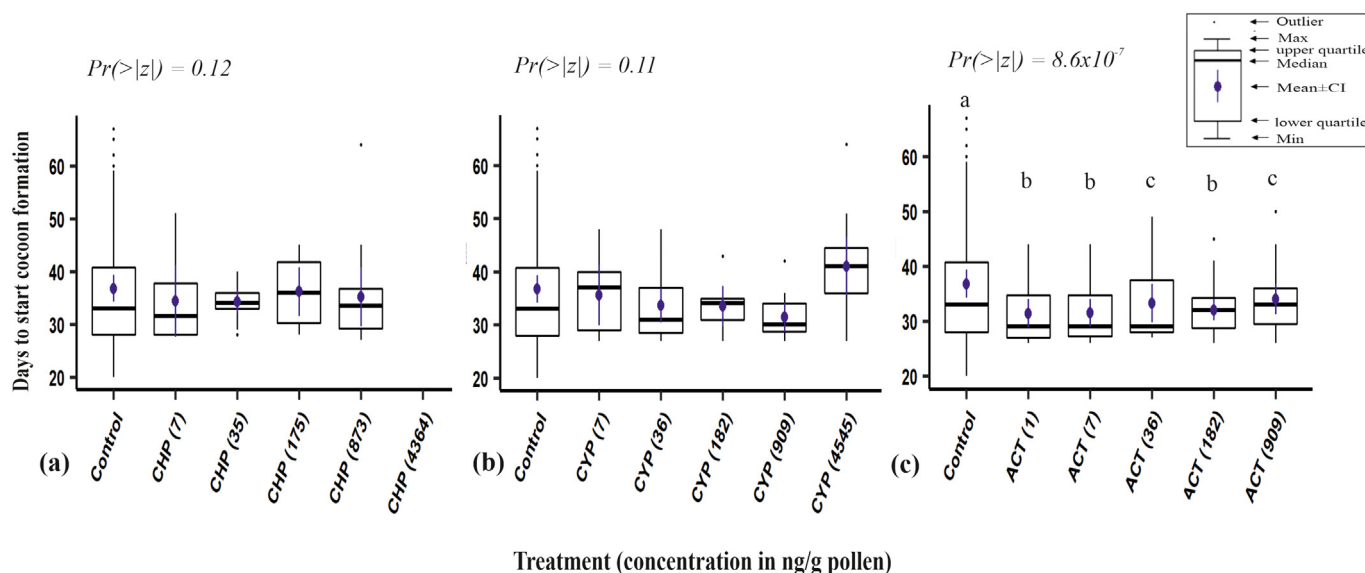 Pr(>|z|) = 0.12
Pr(>|z|) = 0.11
Pr(>|z|) = 8.6x10⁻⁷
Outlier
Max
upper quartile
Median
Mean±CI
lower quartile
Min
Days to start cocoon formation
60
50
40
30
20
Control
CHP (7)
CHP (35)
CHP (175)
CHP (873)
CHP (4364)
(a)
60
50
40
30
20
Control
CYP (7)
CYP (36)
CYP (182)
CYP (909)
CYP (4545)
(b)
a
b
b
c
b
c
60
50
40
30
20
Control
ACT (1)
ACT (7)
ACT (36)
ACT (182)
ACT (909)
(c)
Treatment (concentration in ng/g pollen)